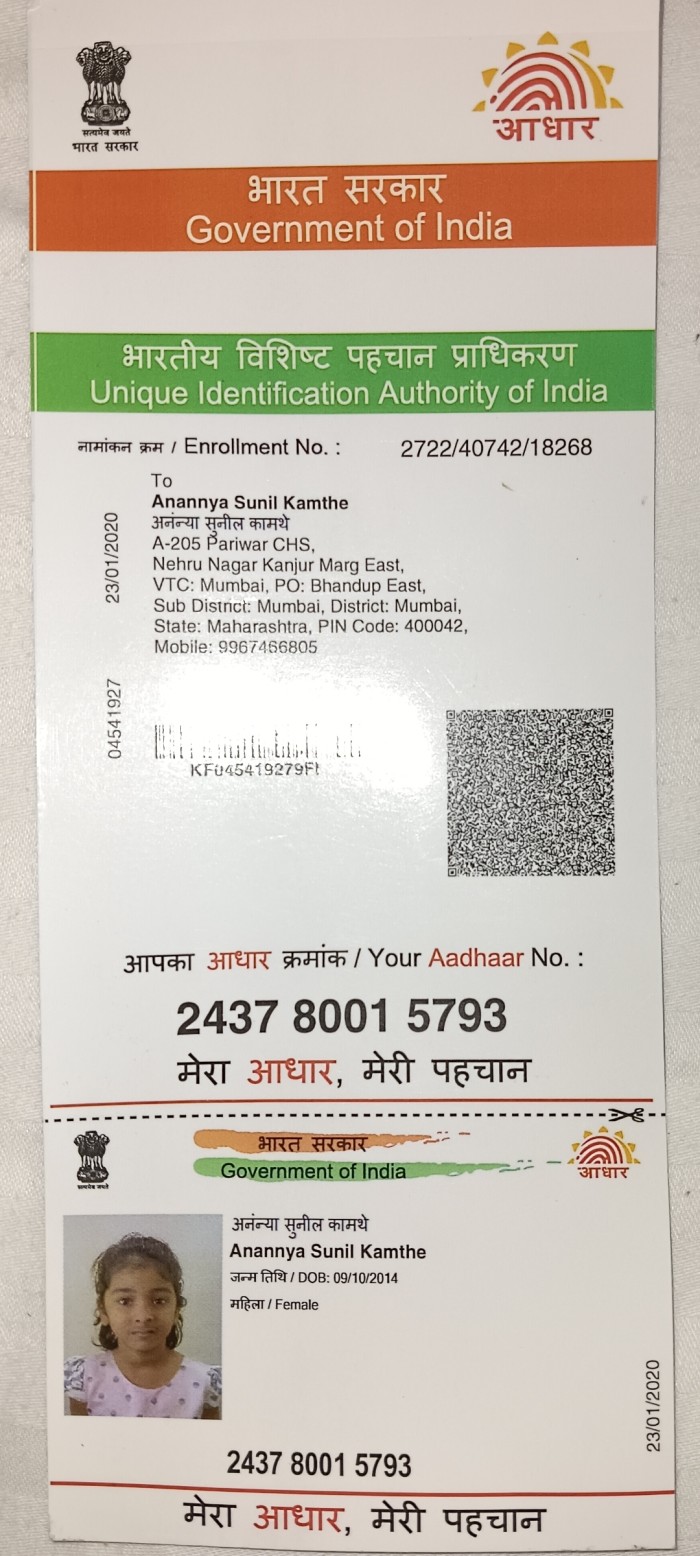 सत्यमेव जयते
भारत सरकार
आधार
भारत सरकार
Government of India
भारतीय विशिष्ट पहचान प्राधिकरण
Unique Identification Authority of India
नामांकन क्रम / Enrollment No. : 2722/40742/18268
To
Anannya Sunil Kamthe
अनंन्या सुनील कामथे
A-205 Pariwar CHS,
Nehru Nagar Kanjur Marg East,
VTC: Mumbai, PO: Bhandup East,
Sub District: Mumbai, District: Mumbai,
State: Maharashtra, PIN Code: 400042,
Mobile: 9967466805
23/01/2020
04541927
KF045419279FI
आपका आधार क्रमांक / Your Aadhaar No. :
2437 8001 5793
मेरा आधार, मेरी पहचान
सत्यमेव जयते
भारत सरकार
Government of India
आधार
अनंन्या सुनील कामथे
Anannya Sunil Kamthe
जन्म तिथि / DOB: 09/10/2014
महिला / Female
23/01/2020
2437 8001 5793
मेरा आधार, मेरी पहचान